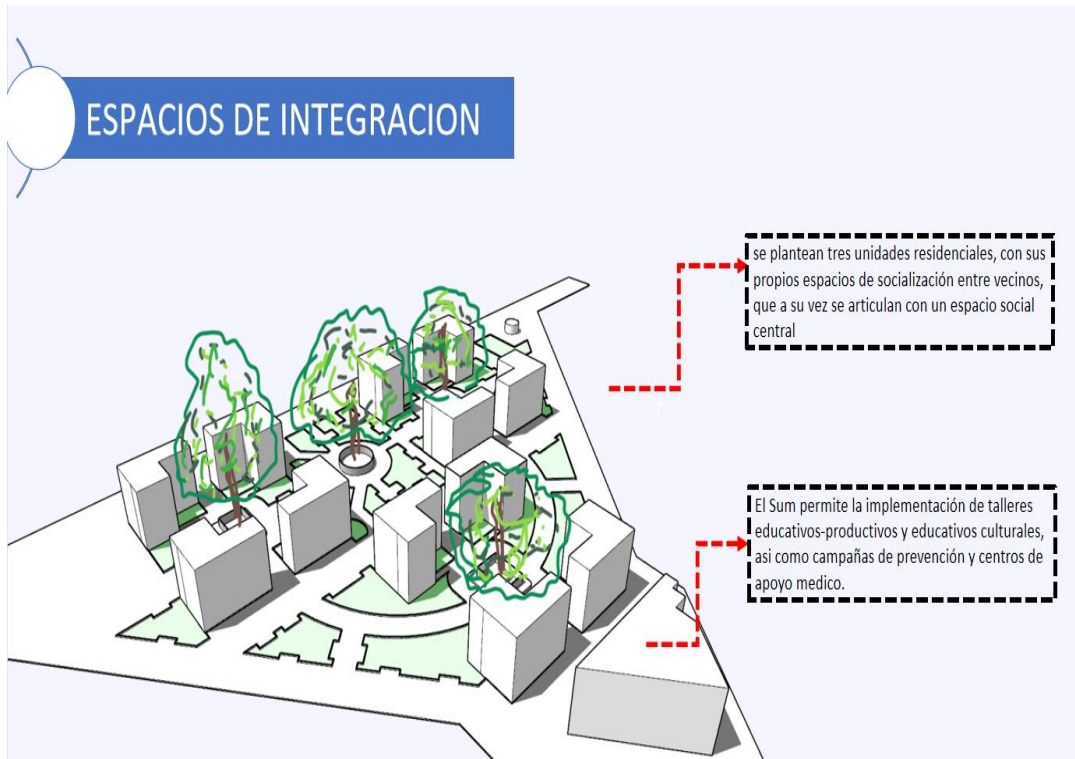 ESPACIOS DE INTEGRACION
se plantean tres unidades residenciales, con sus
propios espacios de socialización entre vecinos,
que a su vez se articulan con un espacio social
central
El Sum permite la implementación de talleres
educativos-productivos y educativos culturales,
asi como campañas de prevención y centros de
apoyo medico.